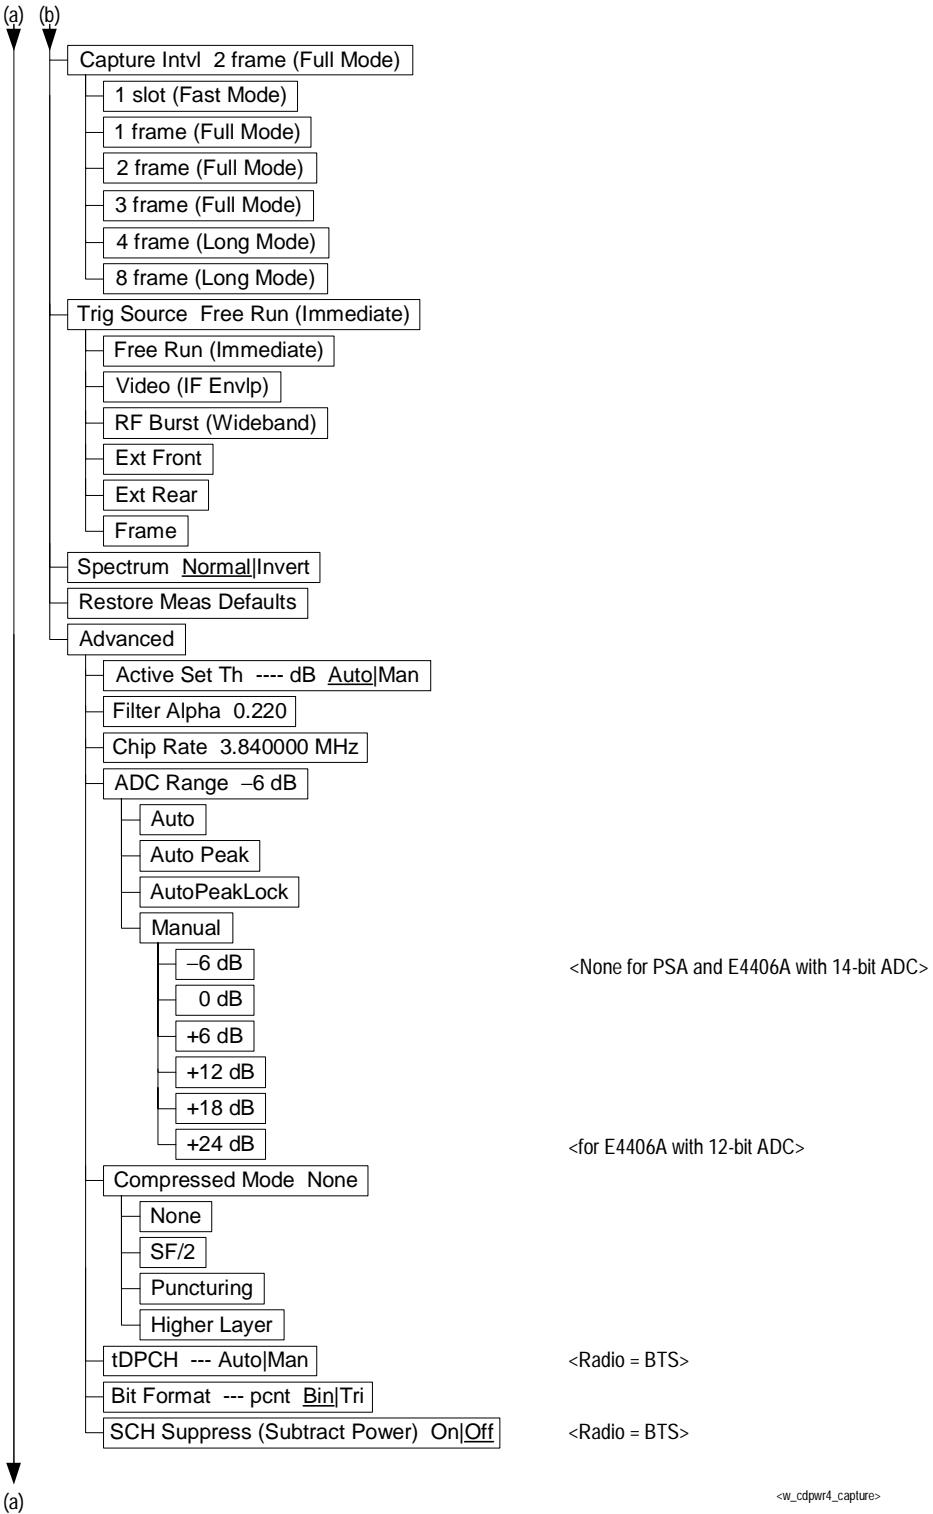 (a) (b)
Capture Intvl 2 frame (Full Mode)
1 slot (Fast Mode)
1 frame (Full Mode)
2 frame (Full Mode)
3 frame (Full Mode)
4 frame (Long Mode)
8 frame (Long Mode)
Trig Source Free Run (Immediate)
Free Run (Immediate)
Video (IF Envlp)
RF Burst (Wideband)
Ext Front
Ext Rear
Frame
Spectrum Normal|Invert
Restore Meas Defaults
Advanced
Active Set Th ---- dB Auto|Man
Filter Alpha 0.220
Chip Rate 3.840000 MHz
ADC Range −6 dB
Auto
Auto Peak
AutoPeakLock
Manual
−6 dB <None for PSA and E4406A with 14-bit ADC>
0 dB
+6 dB
+12 dB
+18 dB
+24 dB <for E4406A with 12-bit ADC>
Compressed Mode None
None
SF/2
Puncturing
Higher Layer
tDPCH --- Auto|Man <Radio = BTS>
Bit Format --- pcnt Bin|Tri
SCH Suppress (Subtract Power) On|Off <Radio = BTS>
(a)
<w_cdpwr4_capture>